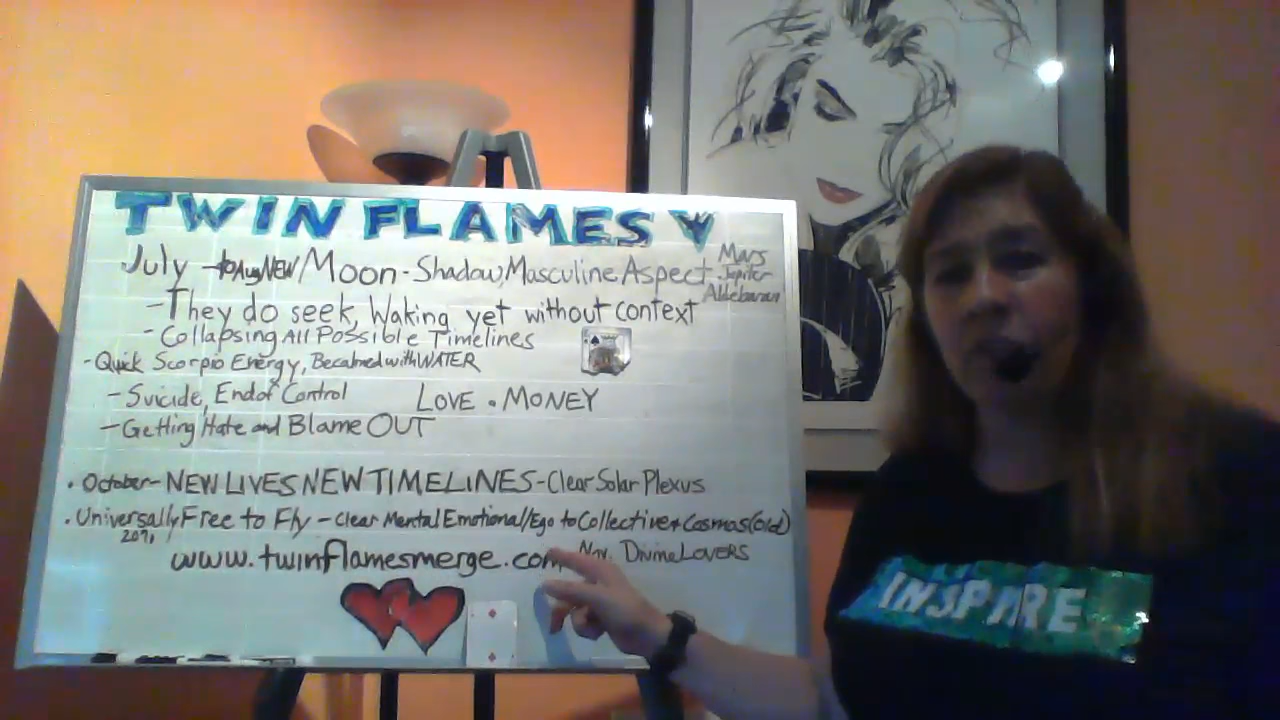 TWIN FLAMES
July to Aug NEW Moon - Shadow, Masculine Aspect
Mars
Jupiter
Aldebaran
- They do seek, Waking yet without context
- Collapsing All Possible Timelines
- Quick Scorpio Energy, Becalmed with WATER
- Suicide, End of Control
LOVE . MONEY
- Getting Hate and Blame OUT
• October - NEW LIVES NEW TIMELINES - Clear Solar Plexus
• Universally Free to Fly - Clear Mental Emotional/Ego to Collective + Cosmos (Old)
www.twinflamesmerge.com
Nov. Divine LOVERS
INSPIRE